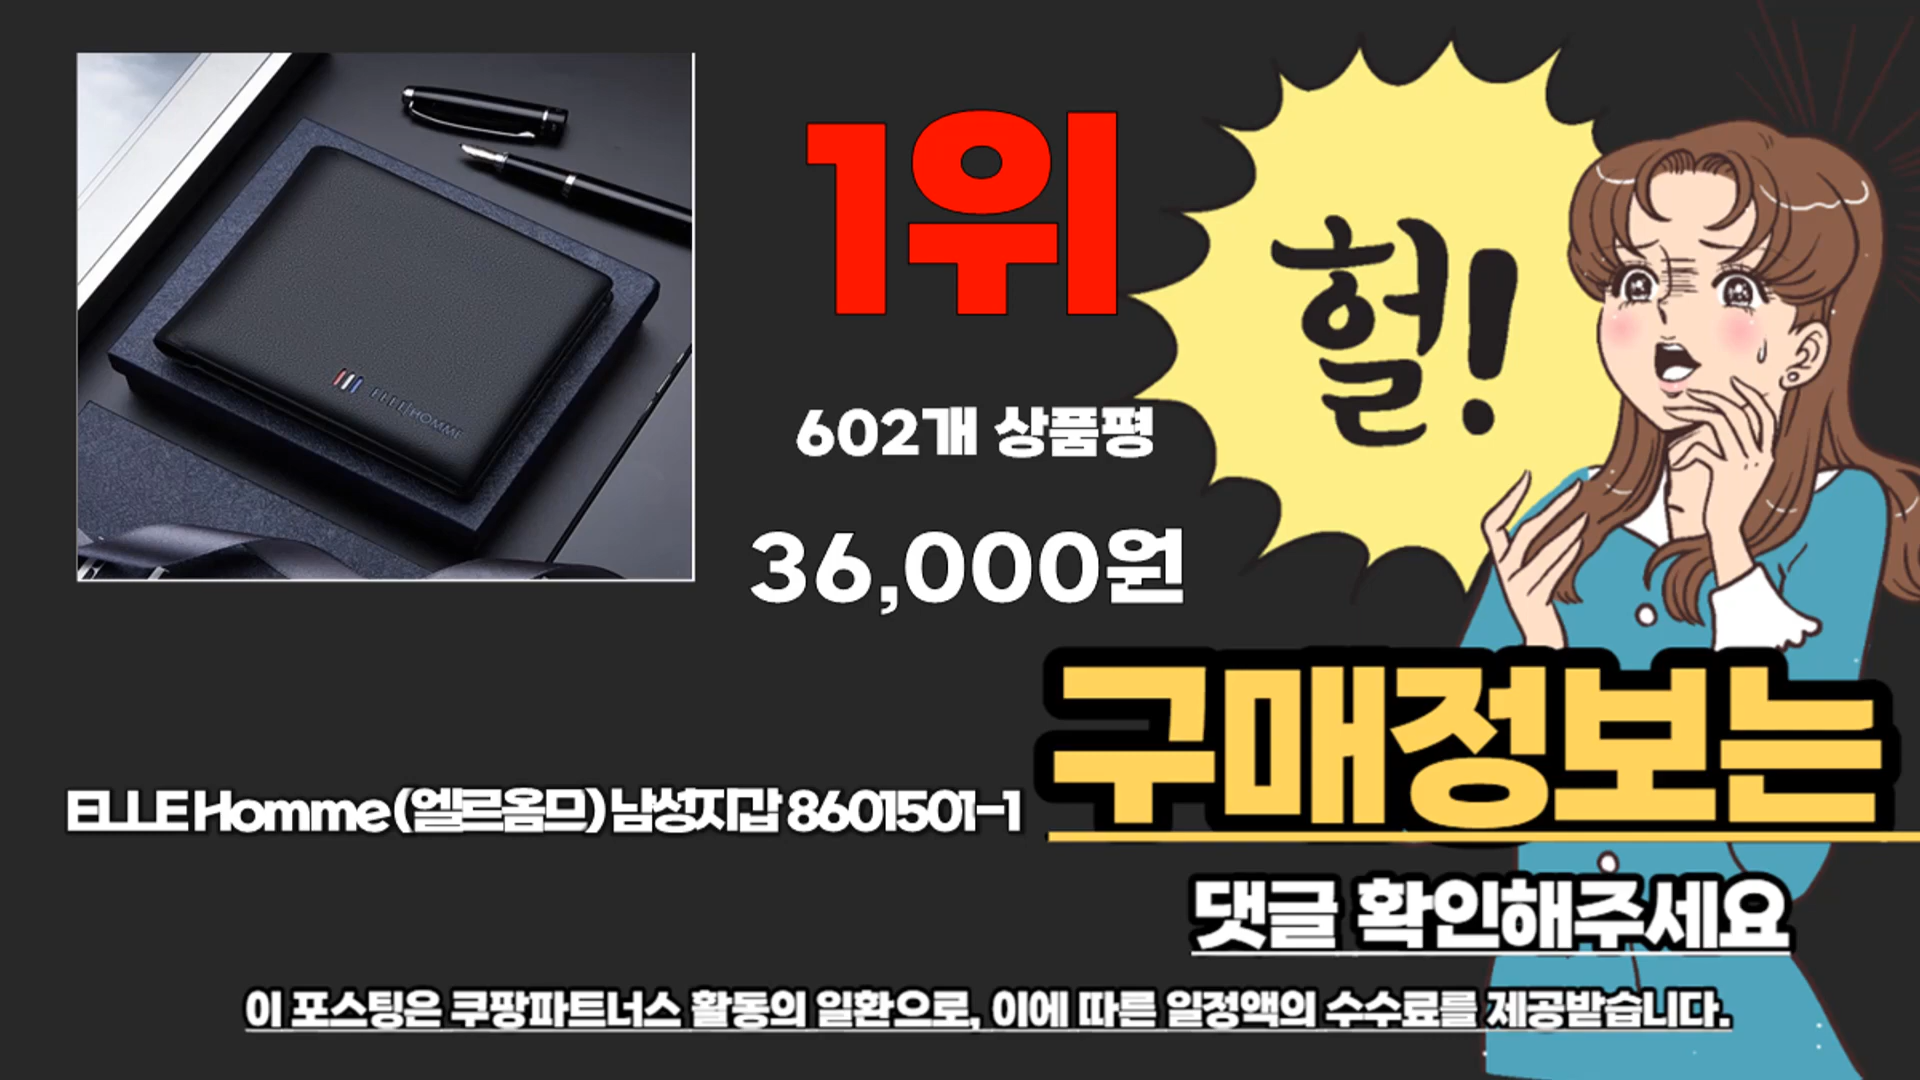 1위
헐!
602개 상품평
36,000원
ELLE HOMME
구매정보는
ELLE Homme (엘르옴므) 남성지갑 8601501-1
댓글 확인해주세요
이 포스팅은 쿠팡파트너스 활동의 일환으로, 이에 따른 일정액의 수수료를 제공받습니다.